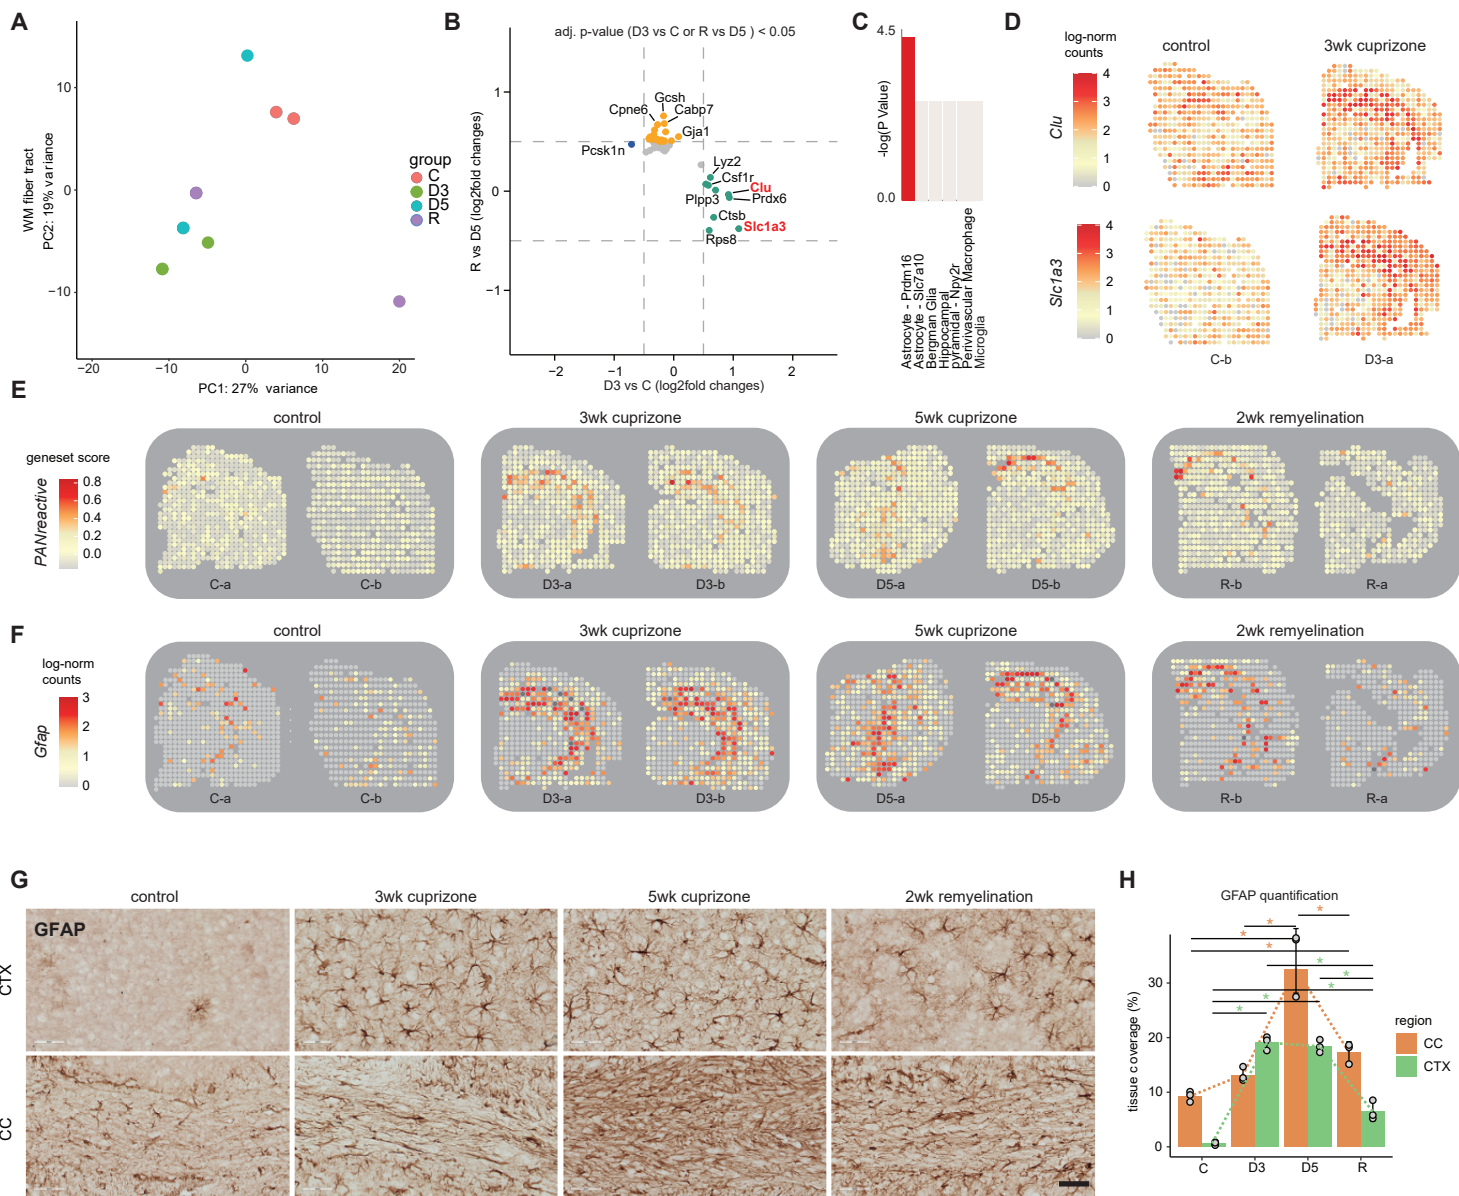 A
10
0
−10
WM fiber tract
PC2: 19% variance
−20
−10
0
10
20
PC1: 27% variance
group
C
D3
D5
R
B
adj. p-value (D3 vs C or R vs D5 ) < 0.05
1
0
−1
R vs D5 (log2fold changes)
Gcsh
Cpne6
Cabp7
Gja1
Pcsk1n
Lyz2
Csf1r
Clu
Plpp3
Prdx6
Ctsb
Slc1a3
Rps8
−2
−1
0
1
2
D3 vs C (log2fold changes)
C
4.5
0.0
-log(P Value)
Astrocyte - Prdm16
Astrocyte - Slc7a10
Bergman Glia
Hippocampal
pyramidal - Npy2r
Perivascular Macrophage
Microglia
D
log-norm
counts
control
3wk cuprizone
Clu
4
3
2
1
0
Slc1a3
4
3
2
1
0
C-b
D3-a
E
control
3wk cuprizone
5wk cuprizone
2wk remyelination
geneset score
PANreactive
0.8
0.6
0.4
0.2
0.0
C-a
C-b
D3-a
D3-b
D5-a
D5-b
R-b
R-a
F
control
3wk cuprizone
5wk cuprizone
2wk remyelination
log-norm
counts
Gfap
3
2
1
0
C-a
C-b
D3-a
D3-b
D5-a
D5-b
R-b
R-a
G
control
3wk cuprizone
5wk cuprizone
2wk remyelination
GFAP
CTX
CC
H
GFAP quantification
* 
* *
*
*
*
*
* *
*
tissue coverage (%)
30
20
10
0
C
D3
D5
R
region
CC
CTX